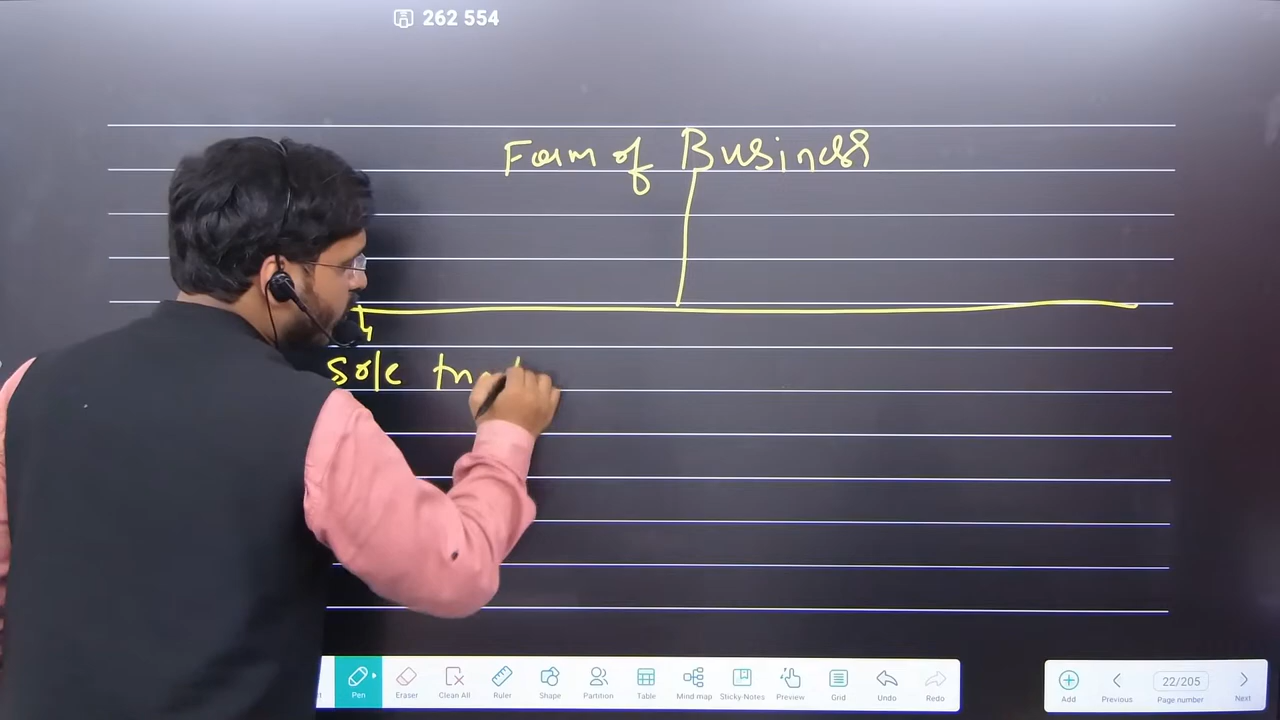 262 554
Form of Business
Sole
Pen
Eraser
Clean All
Ruler
Shape
Partition
Table
Mind map
Sticky-Notes
Preview
Grid
Undo
Redo
Add
Previous
22/205
Page number
Next